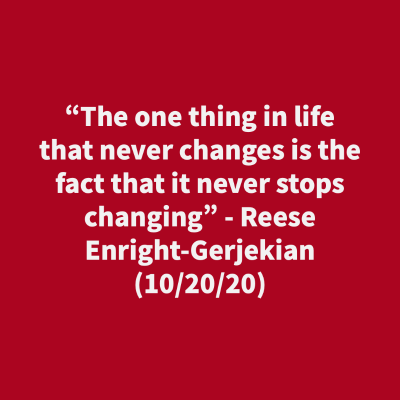 “The one thing in life
that never changes is the
fact that it never stops
changing” - Reese
Enright-Gerjekian
(10/20/20)